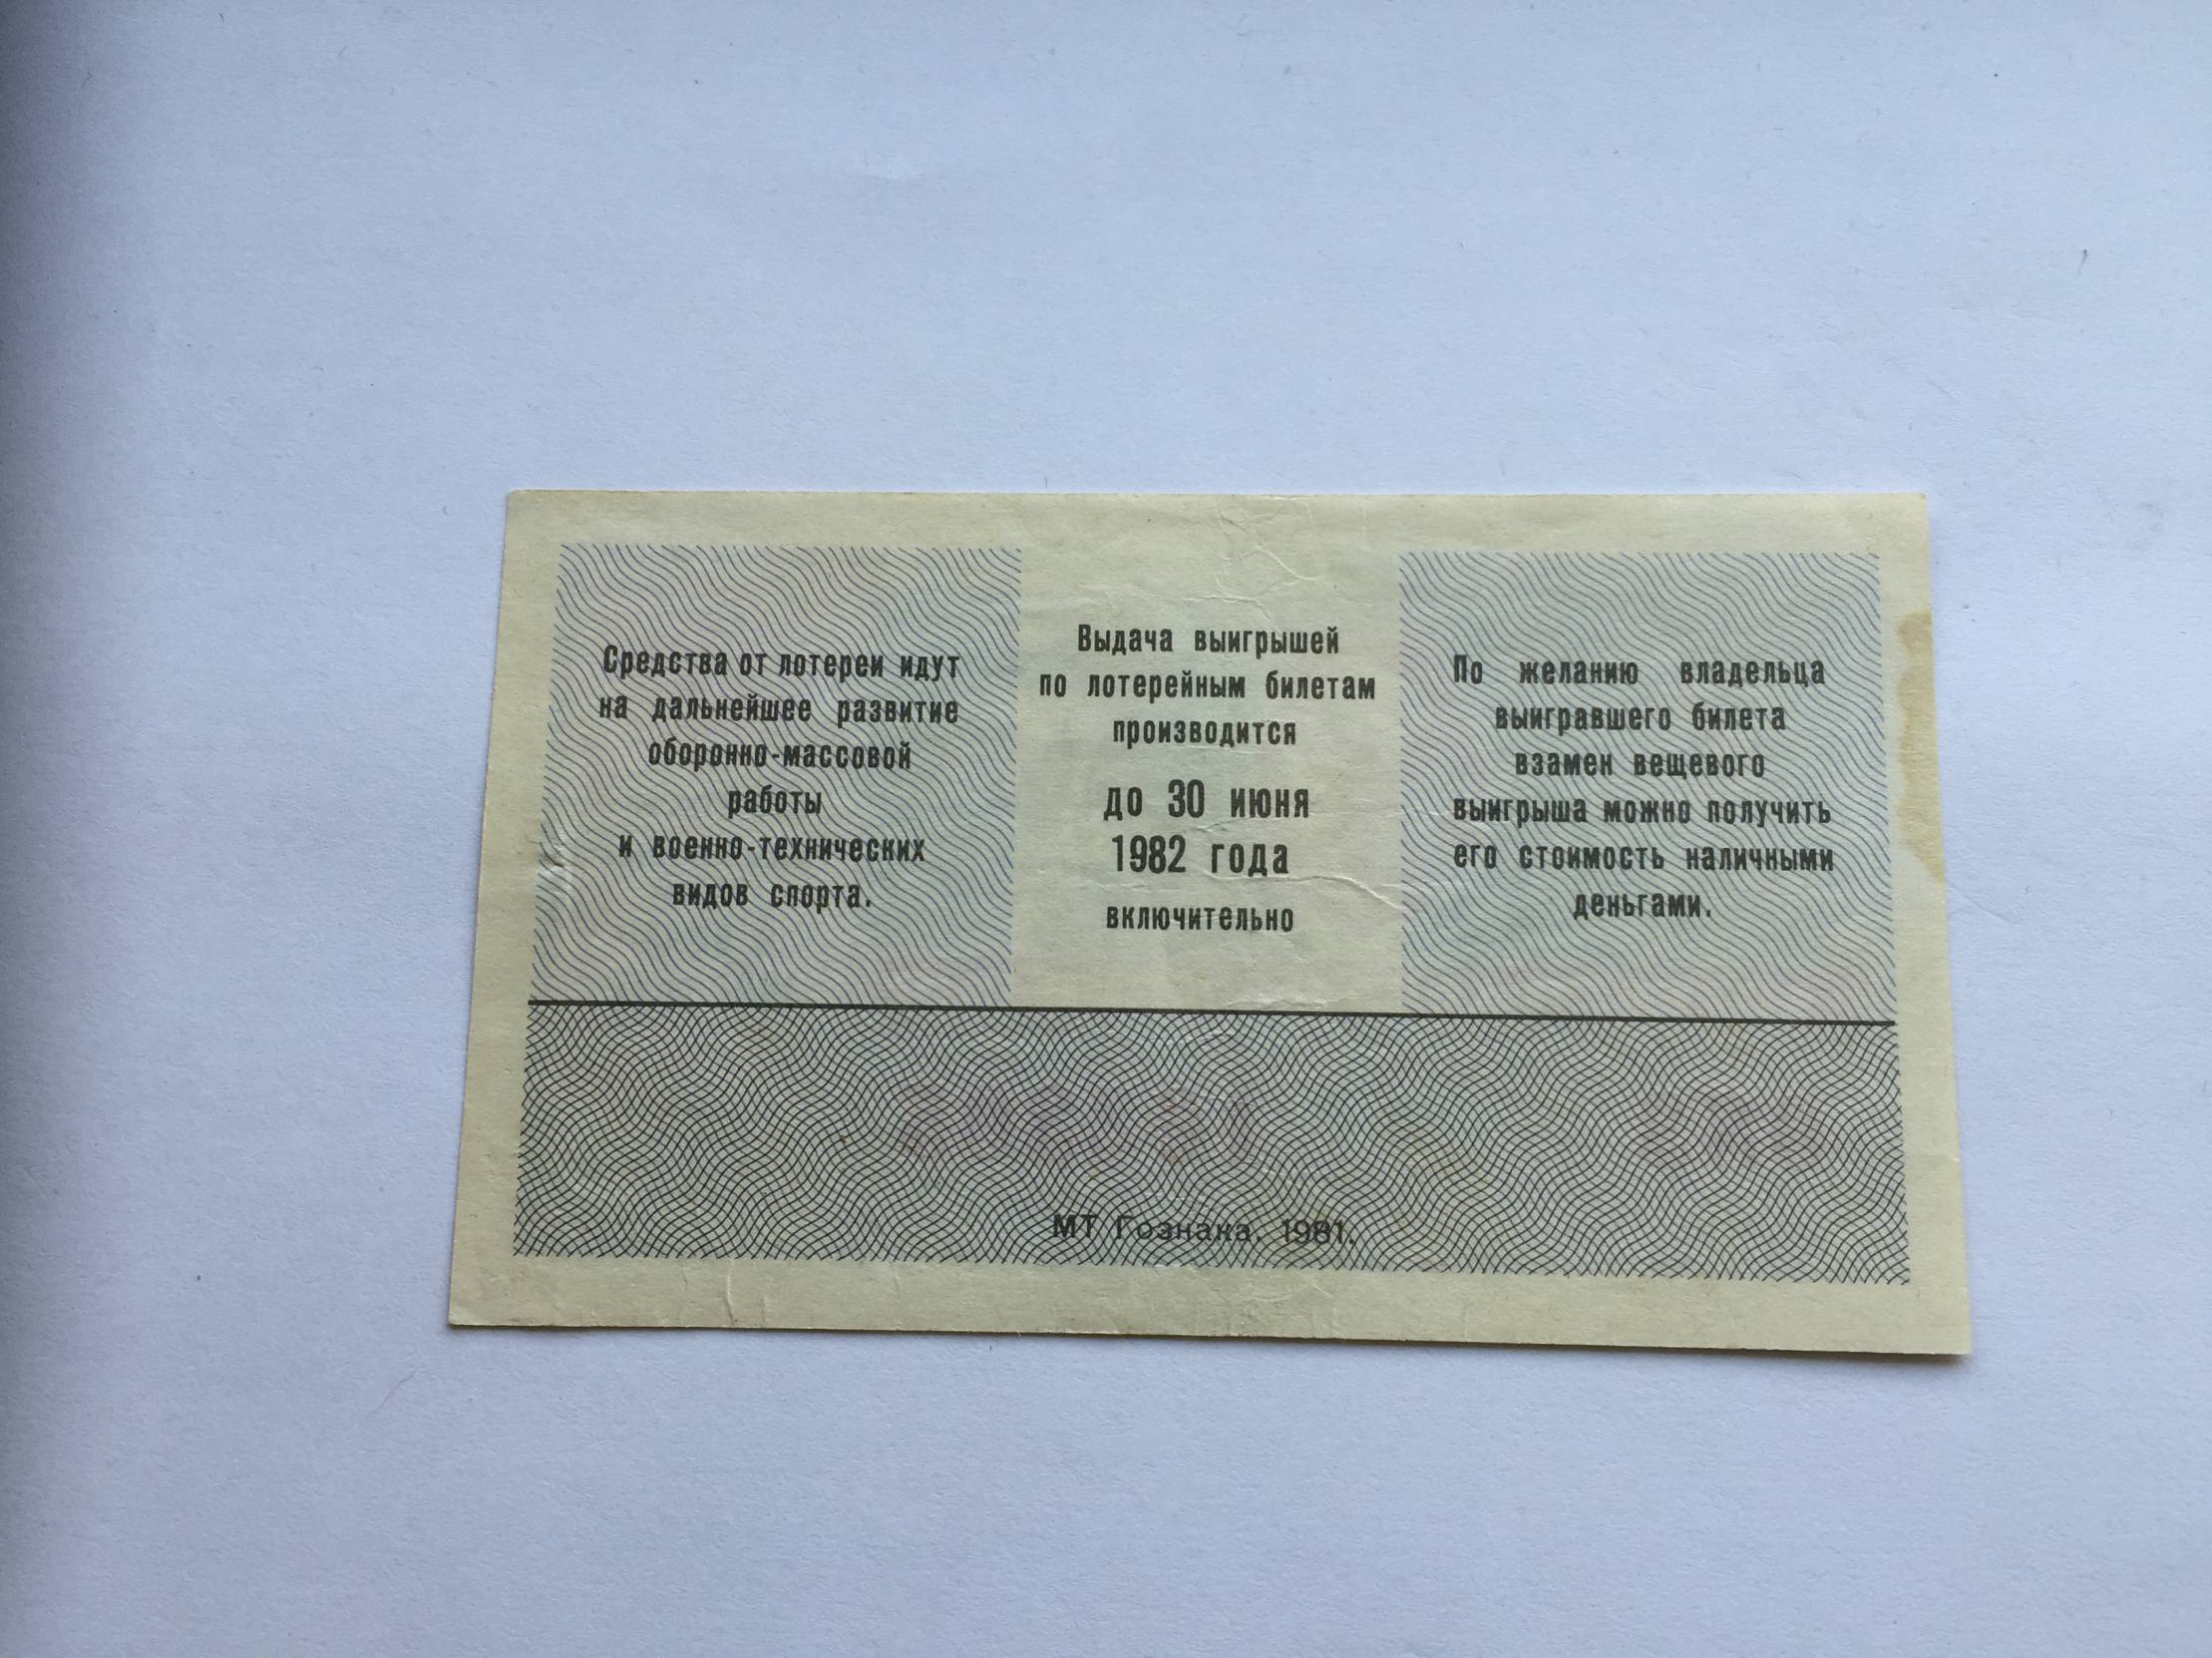 Средства от лотереи идут
на дальнейшее развитие
оборонно-массовой
работы
и военно-технических
видов спорта.
Выдача выигрышей
по лотерейным билетам
производится
до 30 июня
1982 года
включительно
По желанию владельца
выигравшего билета
взамен вещевого
выигрыша можно получить
его стоимость наличными
деньгами.
МТ Гознака. 1981.